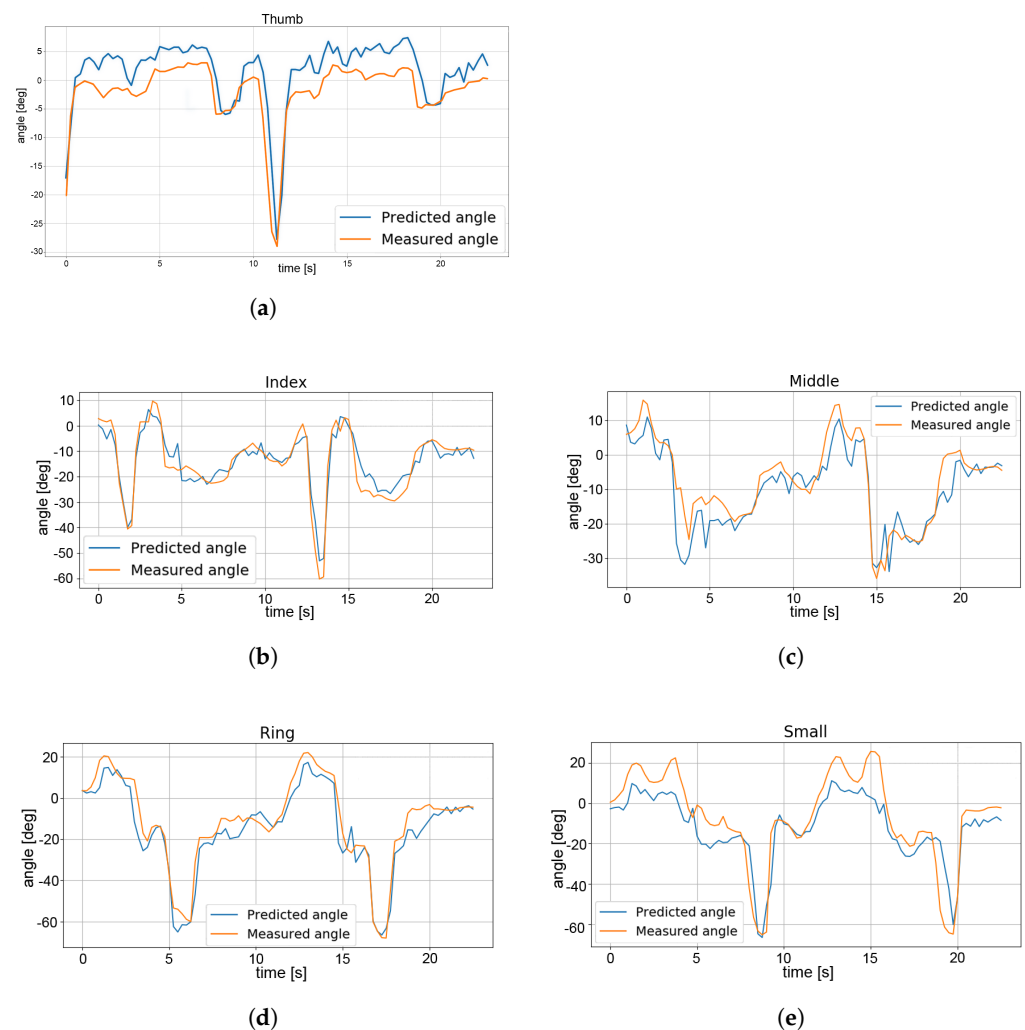 Thumb
5
0
-5
-10
-15
-20
-25
-30
angle [deg]
Predicted angle
Measured angle
0 5 10 15 20
time [s]
(a)
Index
10
0
-10
-20
-30
-40
-50
-60
angle [deg]
Predicted angle
Measured angle
0 5 10 15 20
time [s]
(b)
Middle
10
0
-10
-20
-30
angle [deg]
Predicted angle
Measured angle
0 5 10 15 20
time [s]
(c)
Ring
20
0
-20
-40
-60
angle [deg]
Predicted angle
Measured angle
0 5 10 15 20
time [s]
(d)
Small
20
0
-20
-40
-60
angle [deg]
Predicted angle
Measured angle
0 5 10 15 20
time [s]
(e)